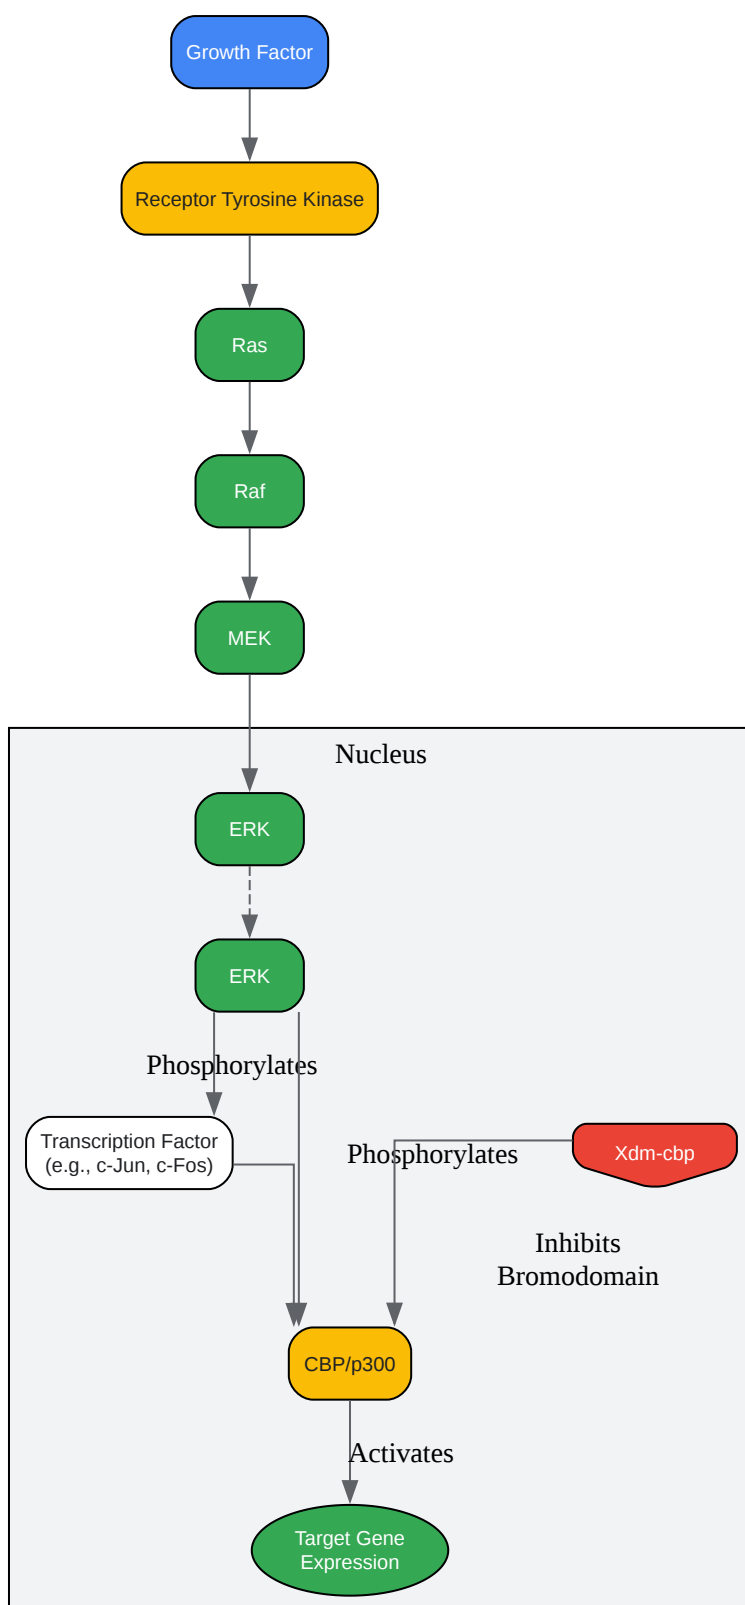 Growth Factor
Receptor Tyrosine Kinase
Ras
Raf
MEK
Nucleus
ERK
ERK
Phosphorylates
Transcription Factor
(e.g., c-Jun, c-Fos)
Phosphorylates
Xdm-cbp
Inhibits
Bromodomain
CBP/p300
Activates
Target Gene
Expression